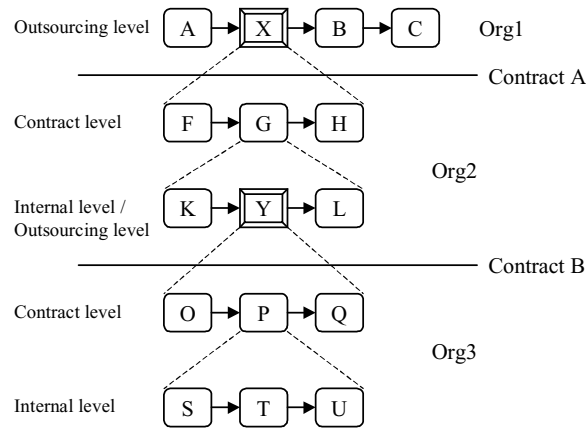 Outsourcing level A X B C Org1
Contract A
Contract level F G H
Org2
Internal level /
Outsourcing level
K Y L
Contract B
Contract level O P Q
Org3
Internal level S T U